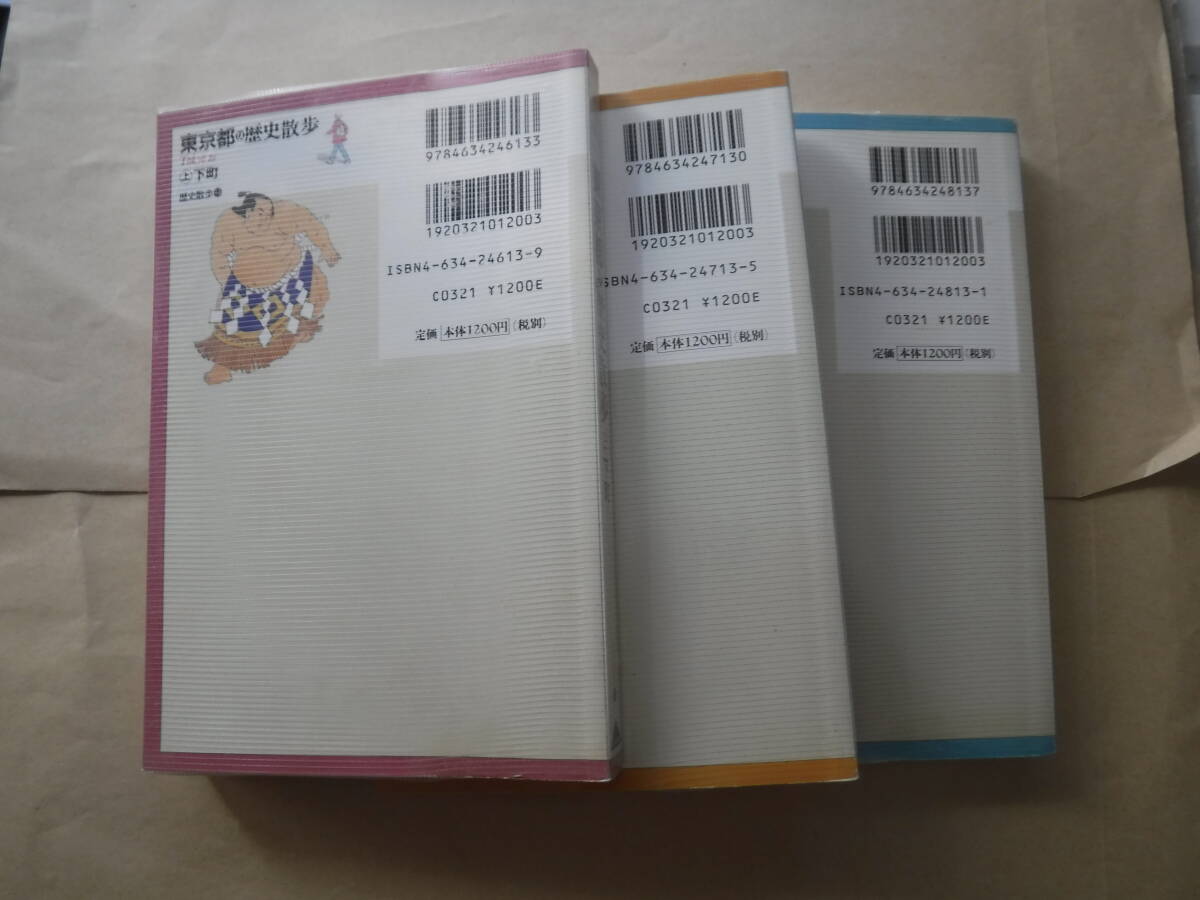 東京都の歴史散歩
上 下町
歴史散歩
9784634246133
1920321012003
ISBN4-634-24613-9
C0321 ¥1200E
定価 本体1200円 (税別)
9784634247130
1920321012003
SBN4-634-24713-5
C0321 ¥1200E
定価 本体1200円 (税別)
9784634248137
1920321012003
ISBN4-634-24813-1
C0321 ¥1200E
定価 本体1200円 (税別)